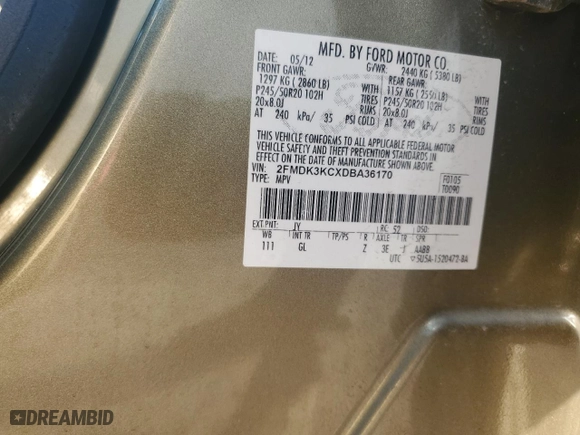 MFD. BY FORD MOTOR CO.
DATE: 05/12 GVWR: 2440 KG ( 5380 LB)
FRONT GAWR: REAR GAWR:
1297 KG ( 2860 LB) WITH 1157 KG ( 2550 LB) WITH
P245/50R20 102H TIRES P245/50R20 102H TIRES
20x8.0J RIMS 20x8.0J RIMS
AT 240 kPa/ 35 PSI COLD AT 240 kPa/ 35 PSI COLD
THIS VEHICLE CONFORMS TO ALL APPLICABLE FEDERAL MOTOR
VEHICLE SAFETY AND THEFT PREVENTION STANDARDS IN
EFFECT ON THE DATE OF MANUFACTURE SHOWN ABOVE.
VIN: 2FMDK3KCXDBA36170 F0105
TYPE: MPV T0090
EXT PNT: JY RC: 52 DSO:
WB INT TR TP/PS R AXLE TR SPR
111 GL Z 3E J AABB
UTC 5U5A-1520472-BA
DREAMBID